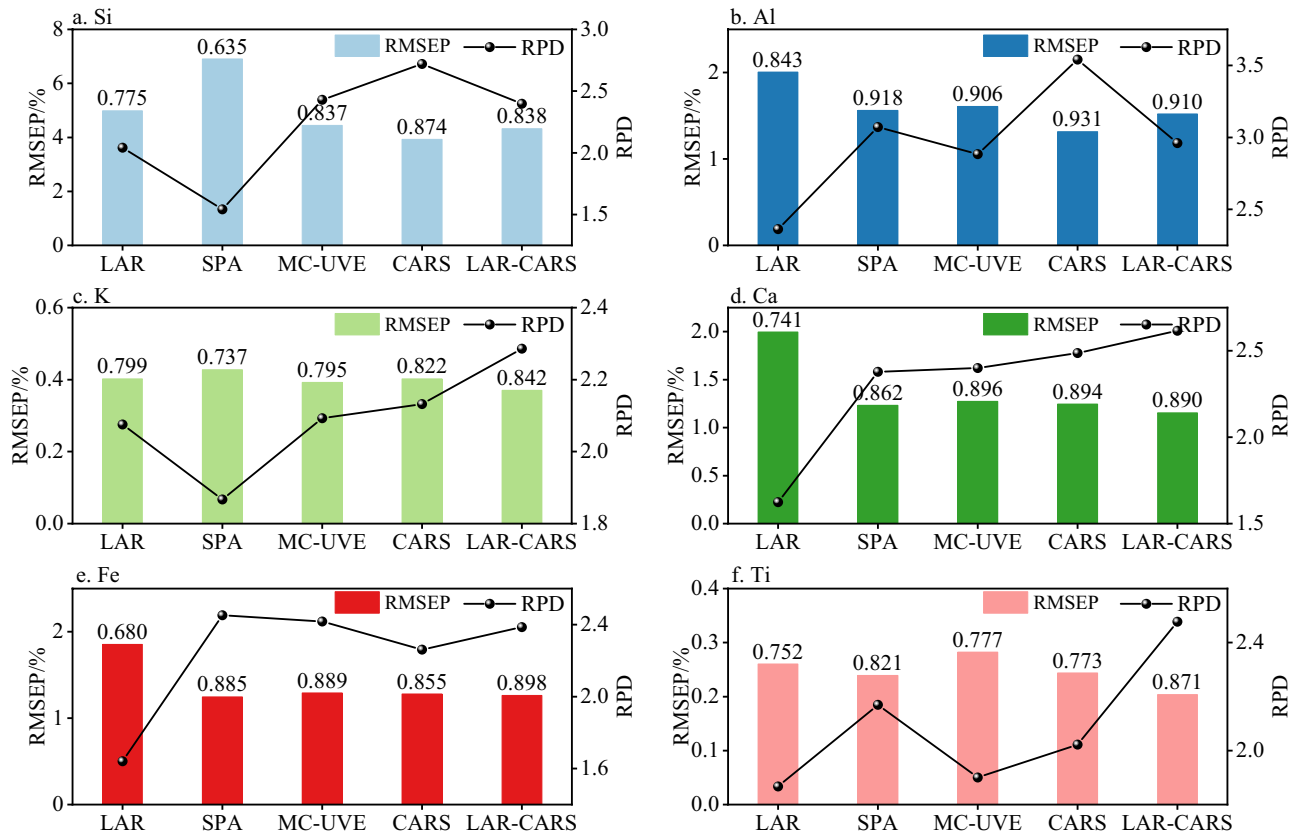 a. Si
RMSEP
RPD
RMSEP/%
8
6
4
2
0
0.775
0.635
0.837
0.874
0.838
3.0
2.5
2.0
1.5
RPD
LAR
SPA
MC-UVE
CARS
LAR-CARS
b. Al
RMSEP
RPD
RMSEP/%
2
1
0
0.843
0.918
0.906
0.931
0.910
3.5
3.0
2.5
RPD
LAR
SPA
MC-UVE
CARS
LAR-CARS
c. K
RMSEP
RPD
RMSEP/%
0.6
0.4
0.2
0.0
0.799
0.737
0.795
0.822
0.842
2.4
2.2
2.0
1.8
RPD
LAR
SPA
MC-UVE
CARS
LAR-CARS
d. Ca
RMSEP
RPD
RMSEP/%
2.0
1.5
1.0
0.5
0.0
0.741
0.862
0.896
0.894
0.890
2.5
2.0
1.5
RPD
LAR
SPA
MC-UVE
CARS
LAR-CARS
e. Fe
RMSEP
RPD
RMSEP/%
2
1
0
0.680
0.885
0.889
0.855
0.898
2.4
2.0
1.6
RPD
LAR
SPA
MC-UVE
CARS
LAR-CARS
f. Ti
RMSEP
RPD
RMSEP/%
0.4
0.3
0.2
0.1
0.0
0.752
0.821
0.777
0.773
0.871
2.4
2.0
RPD
LAR
SPA
MC-UVE
CARS
LAR-CARS